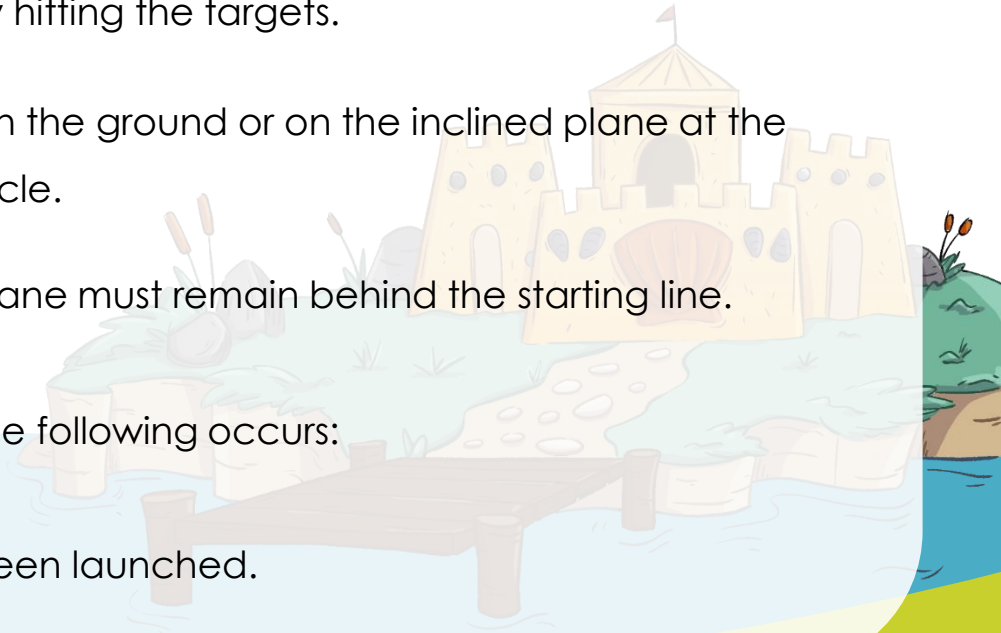 hitting the targets.
the ground or on the inclined plane at the
cle.
ane must remain behind the starting line.
e following occurs:
een launched.